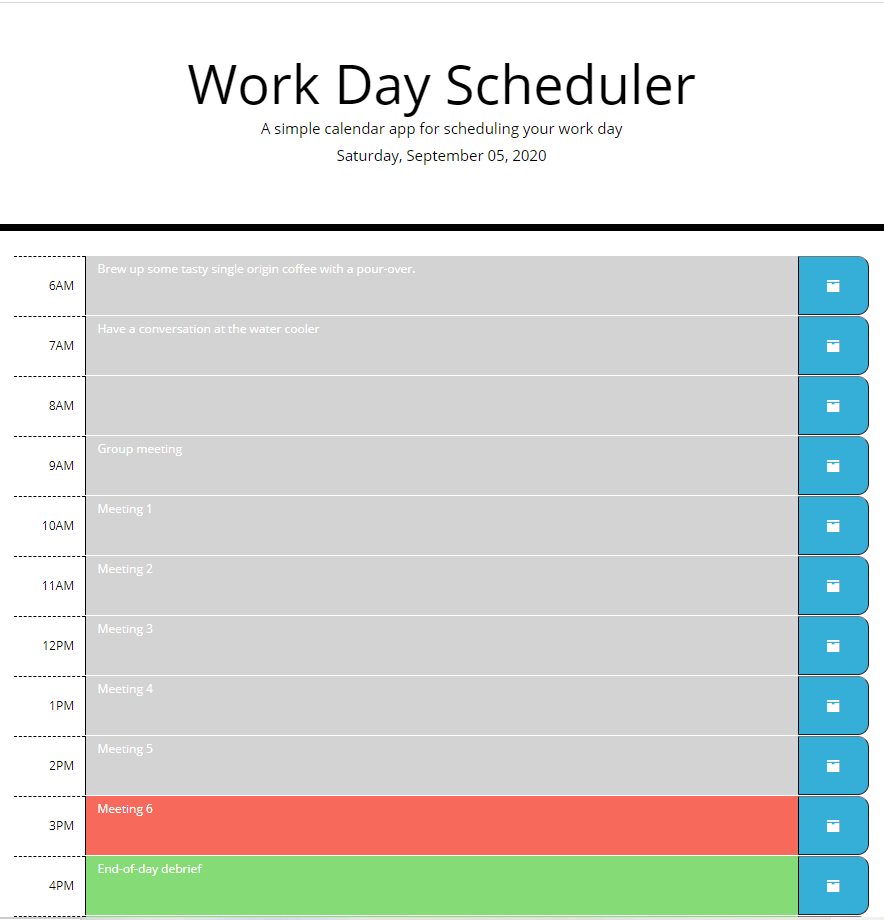 Work Day Scheduler
A simple calendar app for scheduling your work day
Saturday, September 05, 2020
6AM Brew up some tasty single origin coffee with a pour-over.
7AM Have a conversation at the water cooler
8AM
9AM Group meeting
10AM Meeting 1
11AM Meeting 2
12PM Meeting 3
1PM Meeting 4
2PM Meeting 5
3PM Meeting 6
4PM End-of-day debrief